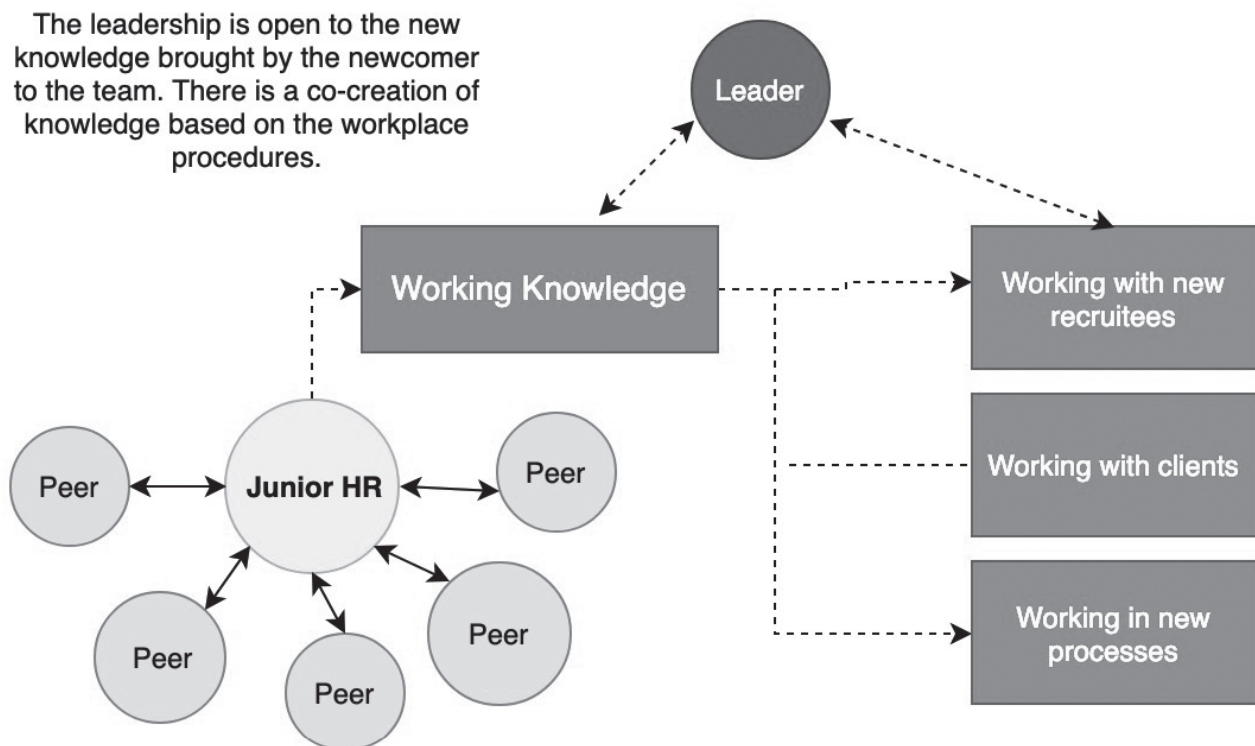 The leadership is open to the new
knowledge brought by the newcomer
to the team. There is a co-creation of
knowledge based on the workplace
procedures.
Leader
Working Knowledge
Working with new
recruitees
Peer
Junior HR
Peer
Working with clients
Peer
Peer
Peer
Working in new
processes